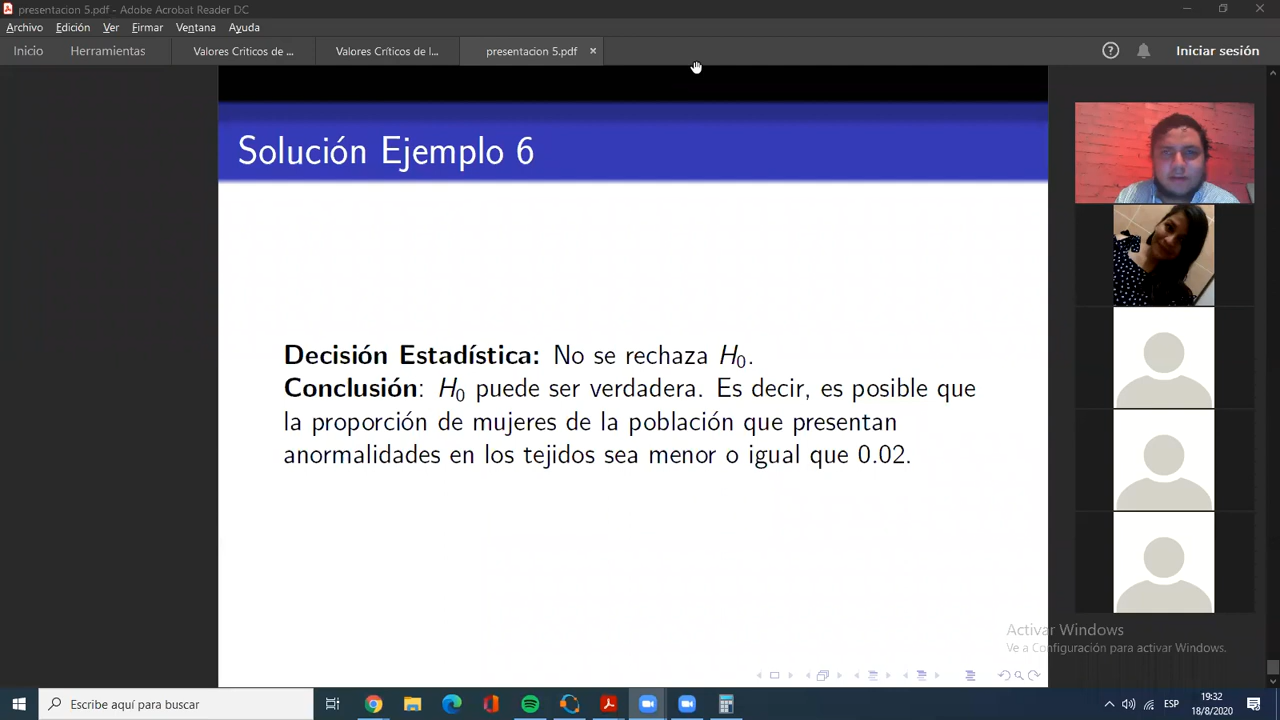 presentacion 5.pdf - Adobe Acrobat Reader DC
Archivo Edición Ver Firmar Ventana Ayuda
Inicio Herramientas Valores Criticos de ... Valores Críticos de l... presentacion 5.pdf × Iniciar sesión
Solución Ejemplo 6
Decisión Estadística: No se rechaza H₀.
Conclusión: H₀ puede ser verdadera. Es decir, es posible que
la proporción de mujeres de la población que presentan
anormalidades en los tejidos sea menor o igual que 0.02.
Activar Windows
Ve a Configuración para activar Windows.
Escribe aquí para buscar
ESP
19:32
18/8/2020